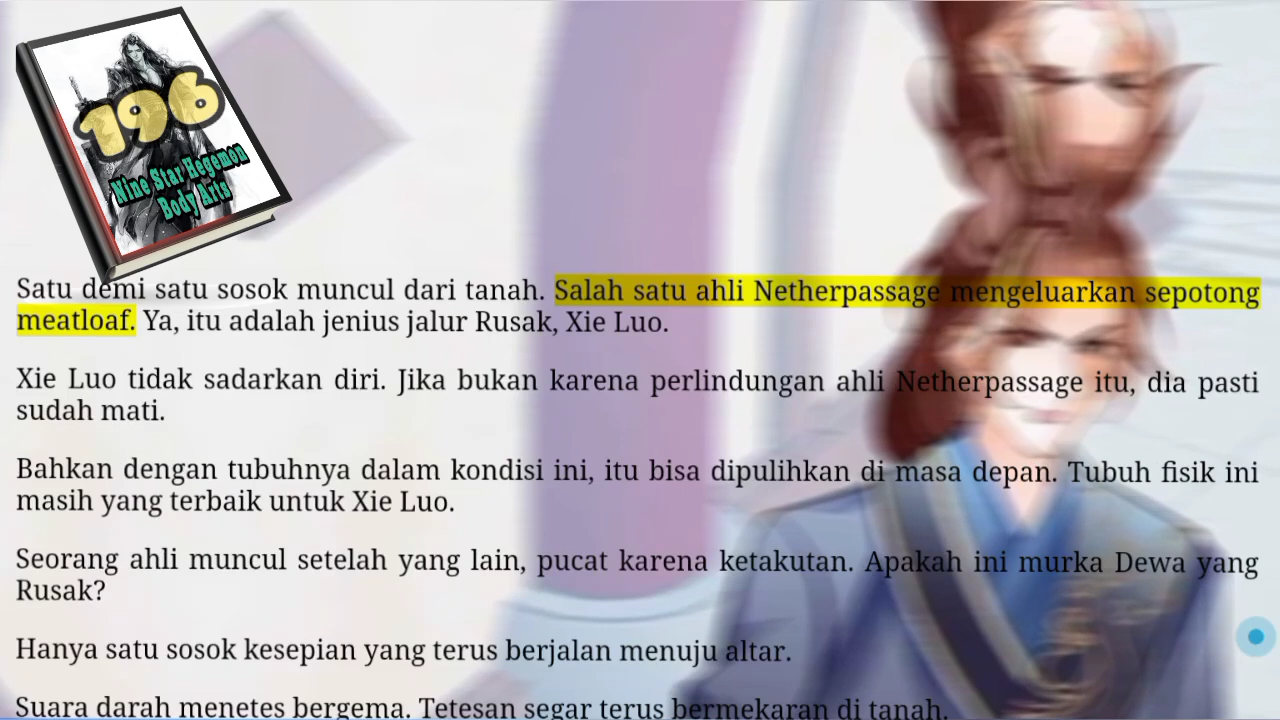 196
Nine Star Hegemon
Body Arts
Satu demi satu sosok muncul dari tanah. Salah satu ahli Netherpassage mengeluarkan sepotong
meatloaf. Ya, itu adalah jenius jalur Rusak, Xie Luo.
Xie Luo tidak sadarkan diri. Jika bukan karena perlindungan ahli Netherpassage itu, dia pasti
sudah mati.
Bahkan dengan tubuhnya dalam kondisi ini, itu bisa dipulihkan di masa depan. Tubuh fisik ini
masih yang terbaik untuk Xie Luo.
Seorang ahli muncul setelah yang lain, pucat karena ketakutan. Apakah ini murka Dewa yang
Rusak?
Hanya satu sosok kesepian yang terus berjalan menuju altar.
Suara darah menetes bergema. Tetesan segar terus bermekaran di tanah.